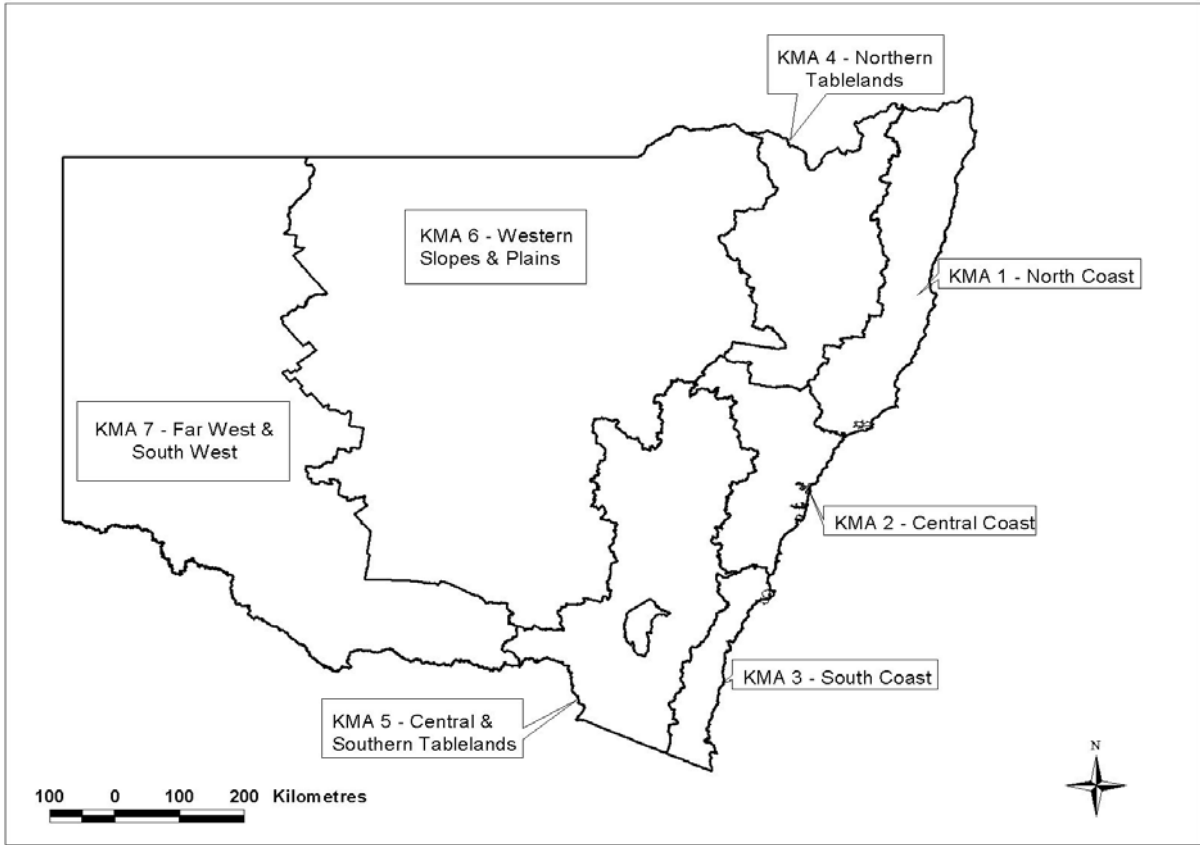 KMA 4 - Northern
Tablelands
KMA 6 - Western
Slopes & Plains
KMA 1 - North Coast
KMA 7 - Far West &
South West
KMA 2 - Central Coast
KMA 3 - South Coast
KMA 5 - Central &
Southern Tablelands
N
100 0 100 200 Kilometres